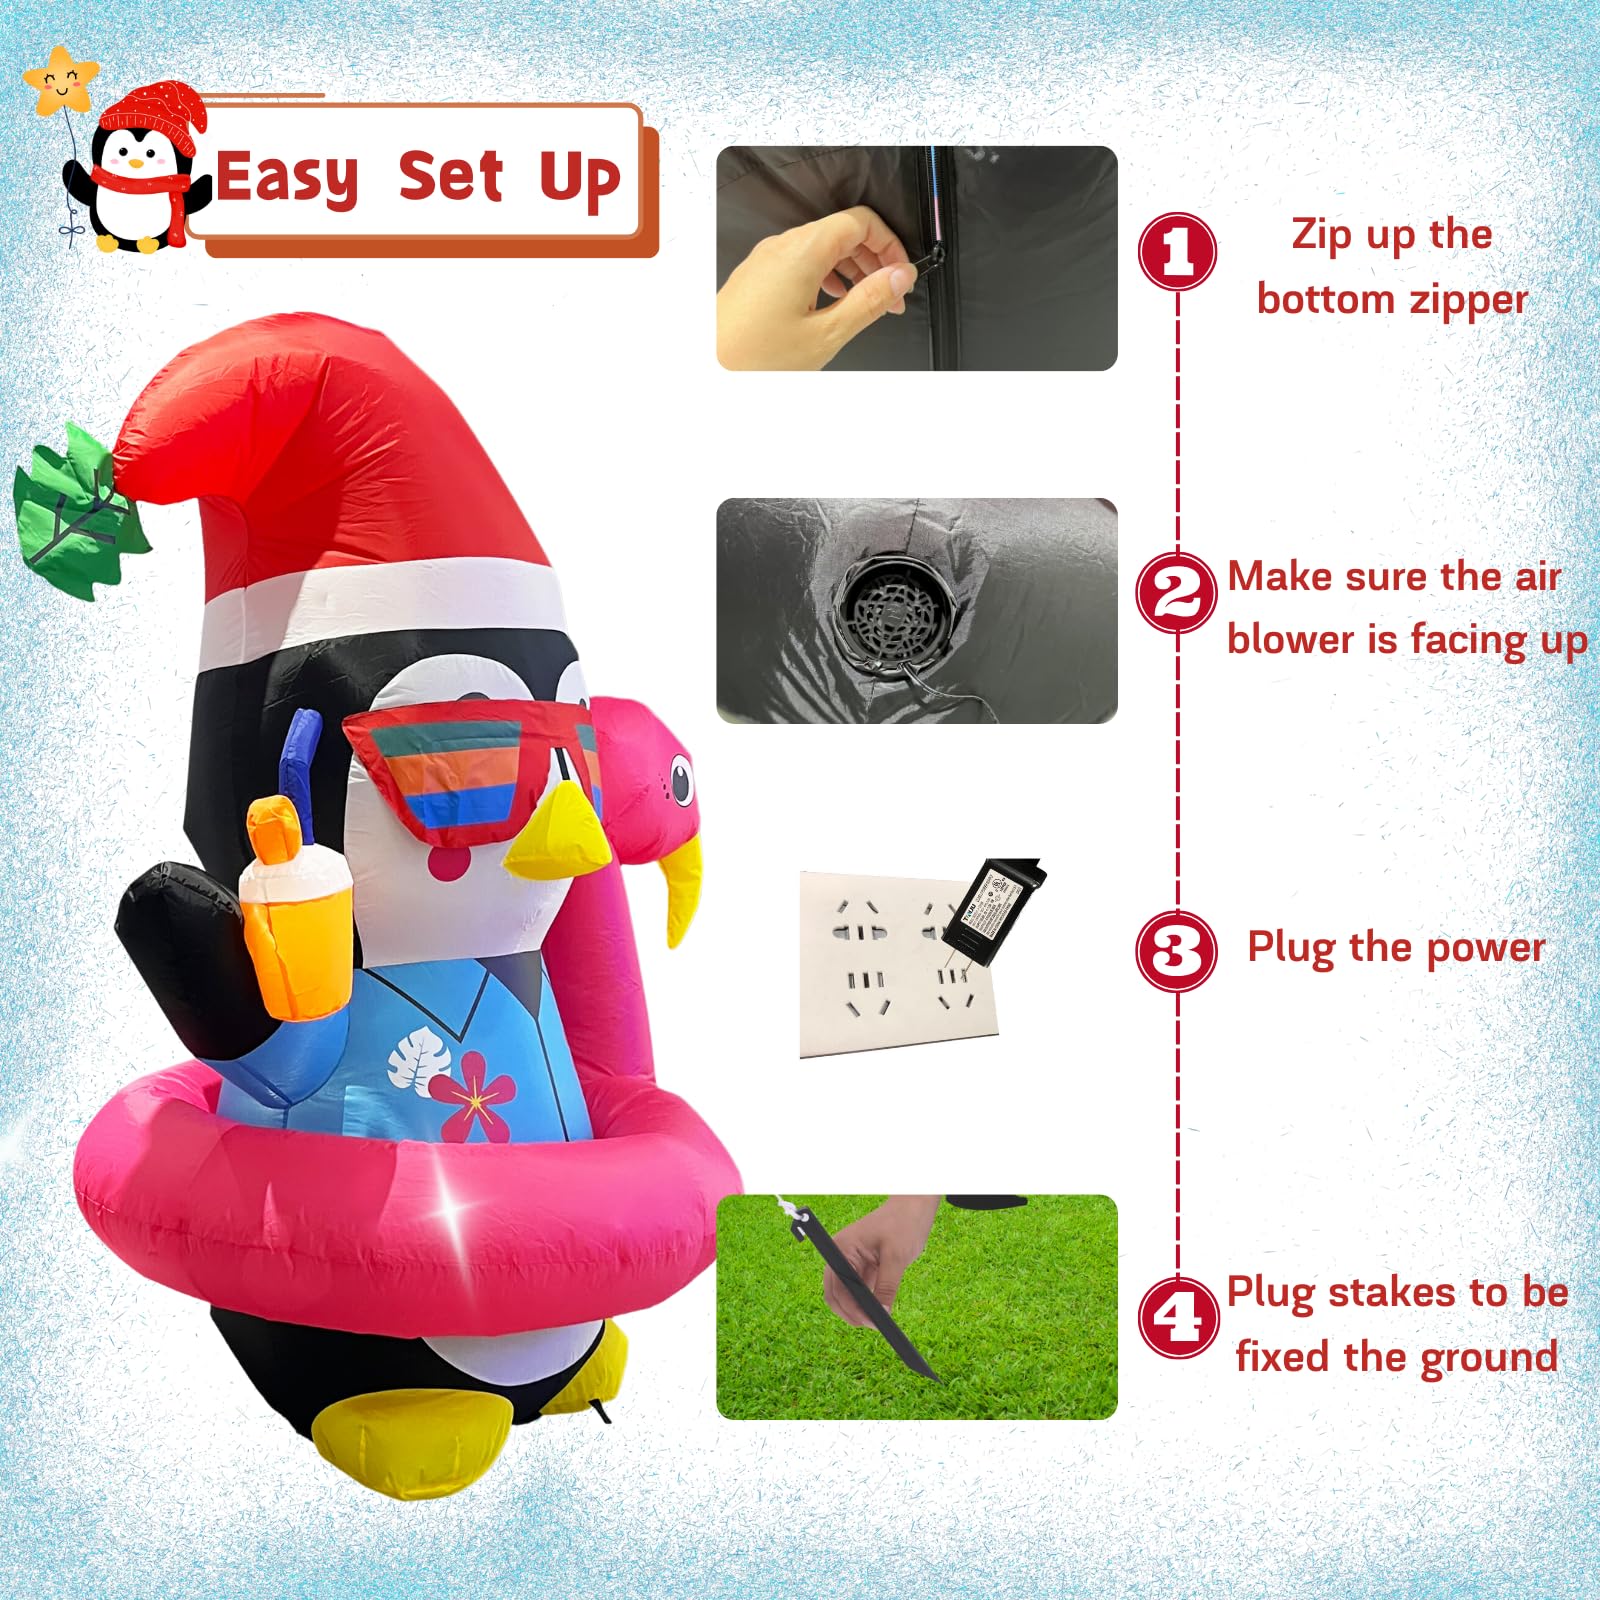 Easy Set Up
1
Zip up the
bottom zipper
2
Make sure the air
blower is facing up
3
Plug the power
4
Plug stakes to be
fixed the ground